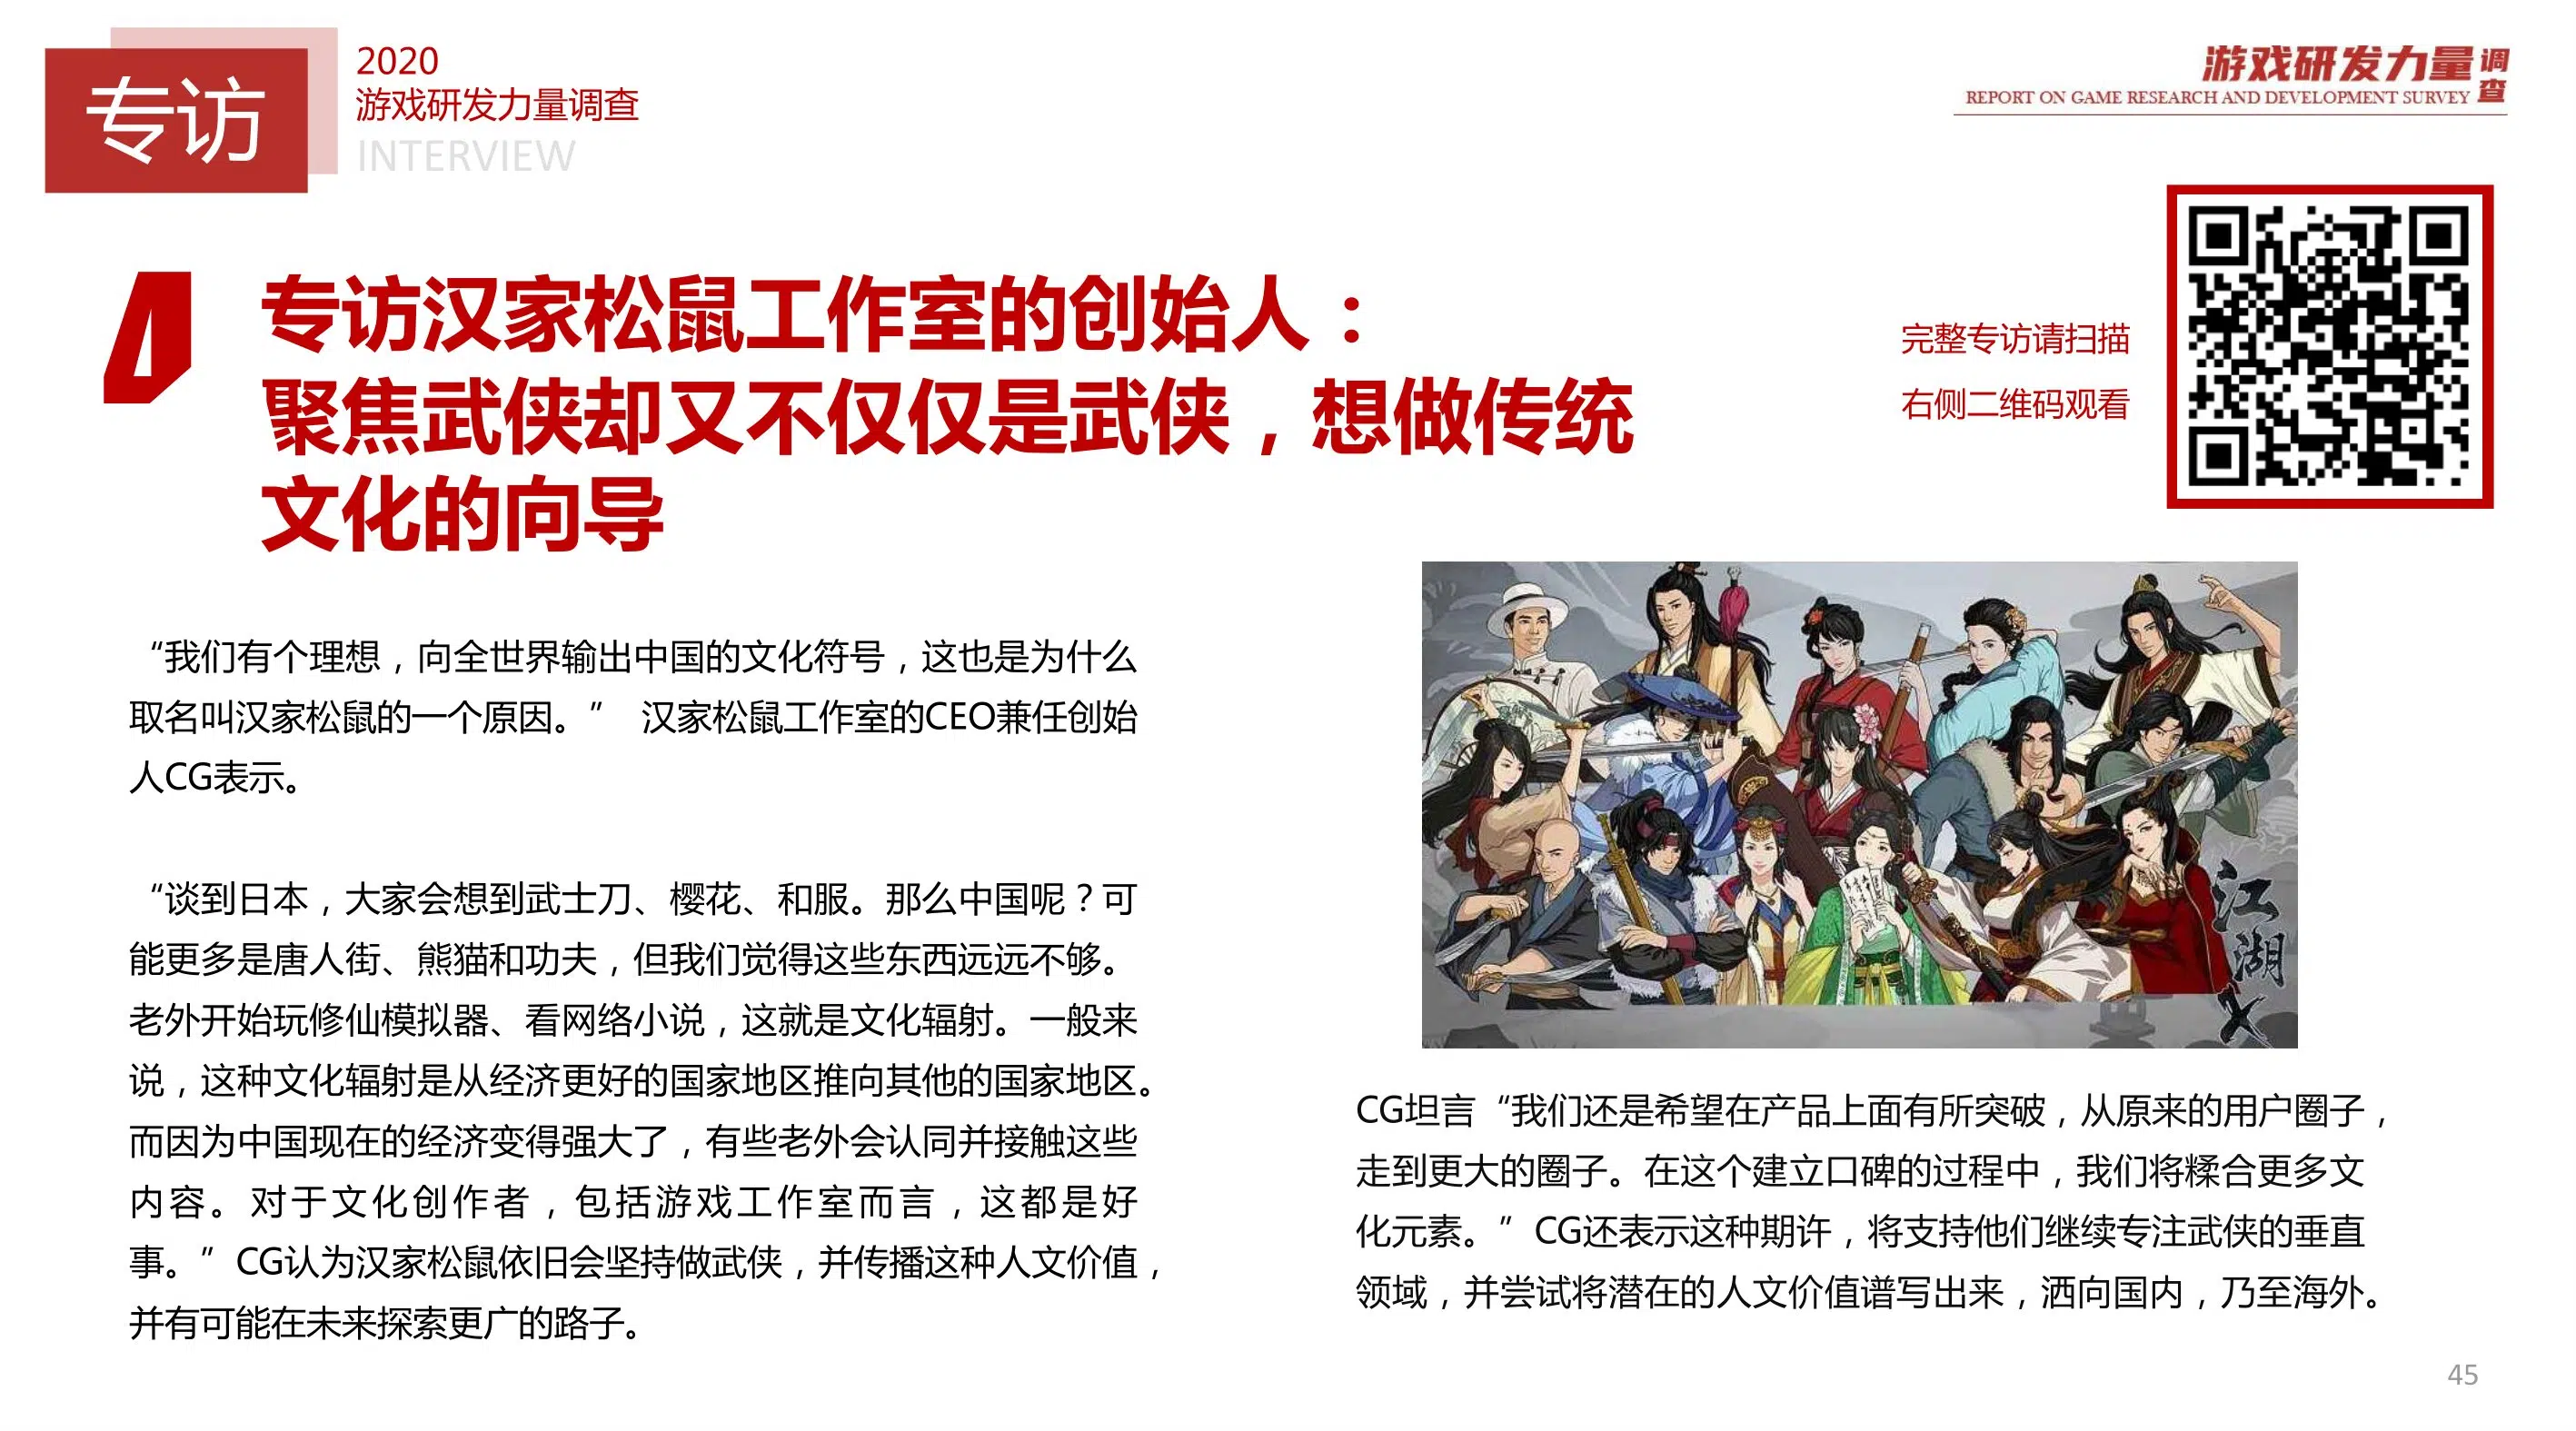 专访
2020
游戏研发力量调查
INTERVIEW
游戏研发力量调查
REPORT ON GAME RESEARCH AND DEVELOPMENT SURVEY
专访汉家松鼠工作室的创始人：
聚焦武侠却又不仅仅是武侠，想做传统
文化的向导
完整专访请扫描
右侧二维码观看
“我们有个理想，向全世界输出中国的文化符号，这也是为什么
取名叫汉家松鼠的一个原因。” 汉家松鼠工作室的CEO兼任创始
人CG表示。
“谈到日本，大家会想到武士刀、樱花、和服。那么中国呢？可
能更多是唐人街、熊猫和功夫，但我们觉得这些东西远远不够。
老外开始玩修仙模拟器、看网络小说，这就是文化辐射。一般来
说，这种文化辐射是从经济更好的国家地区推向其他的国家地区。
而因为中国现在的经济变得强大了，有些老外会认同并接触这些
内容。对于文化创作者，包括游戏工作室而言，这都是好
事。”CG认为汉家松鼠依旧会坚持做武侠，并传播这种人文价值，
并有可能在未来探索更广的路子。
江湖X
CG坦言“我们还是希望在产品上面有所突破，从原来的用户圈子，
走到更大的圈子。在这个建立口碑的过程中，我们将糅合更多文
化元素。”CG还表示这种期许，将支持他们继续专注武侠的垂直
领域，并尝试将潜在的人文价值谱写出来，洒向国内，乃至海外。
45